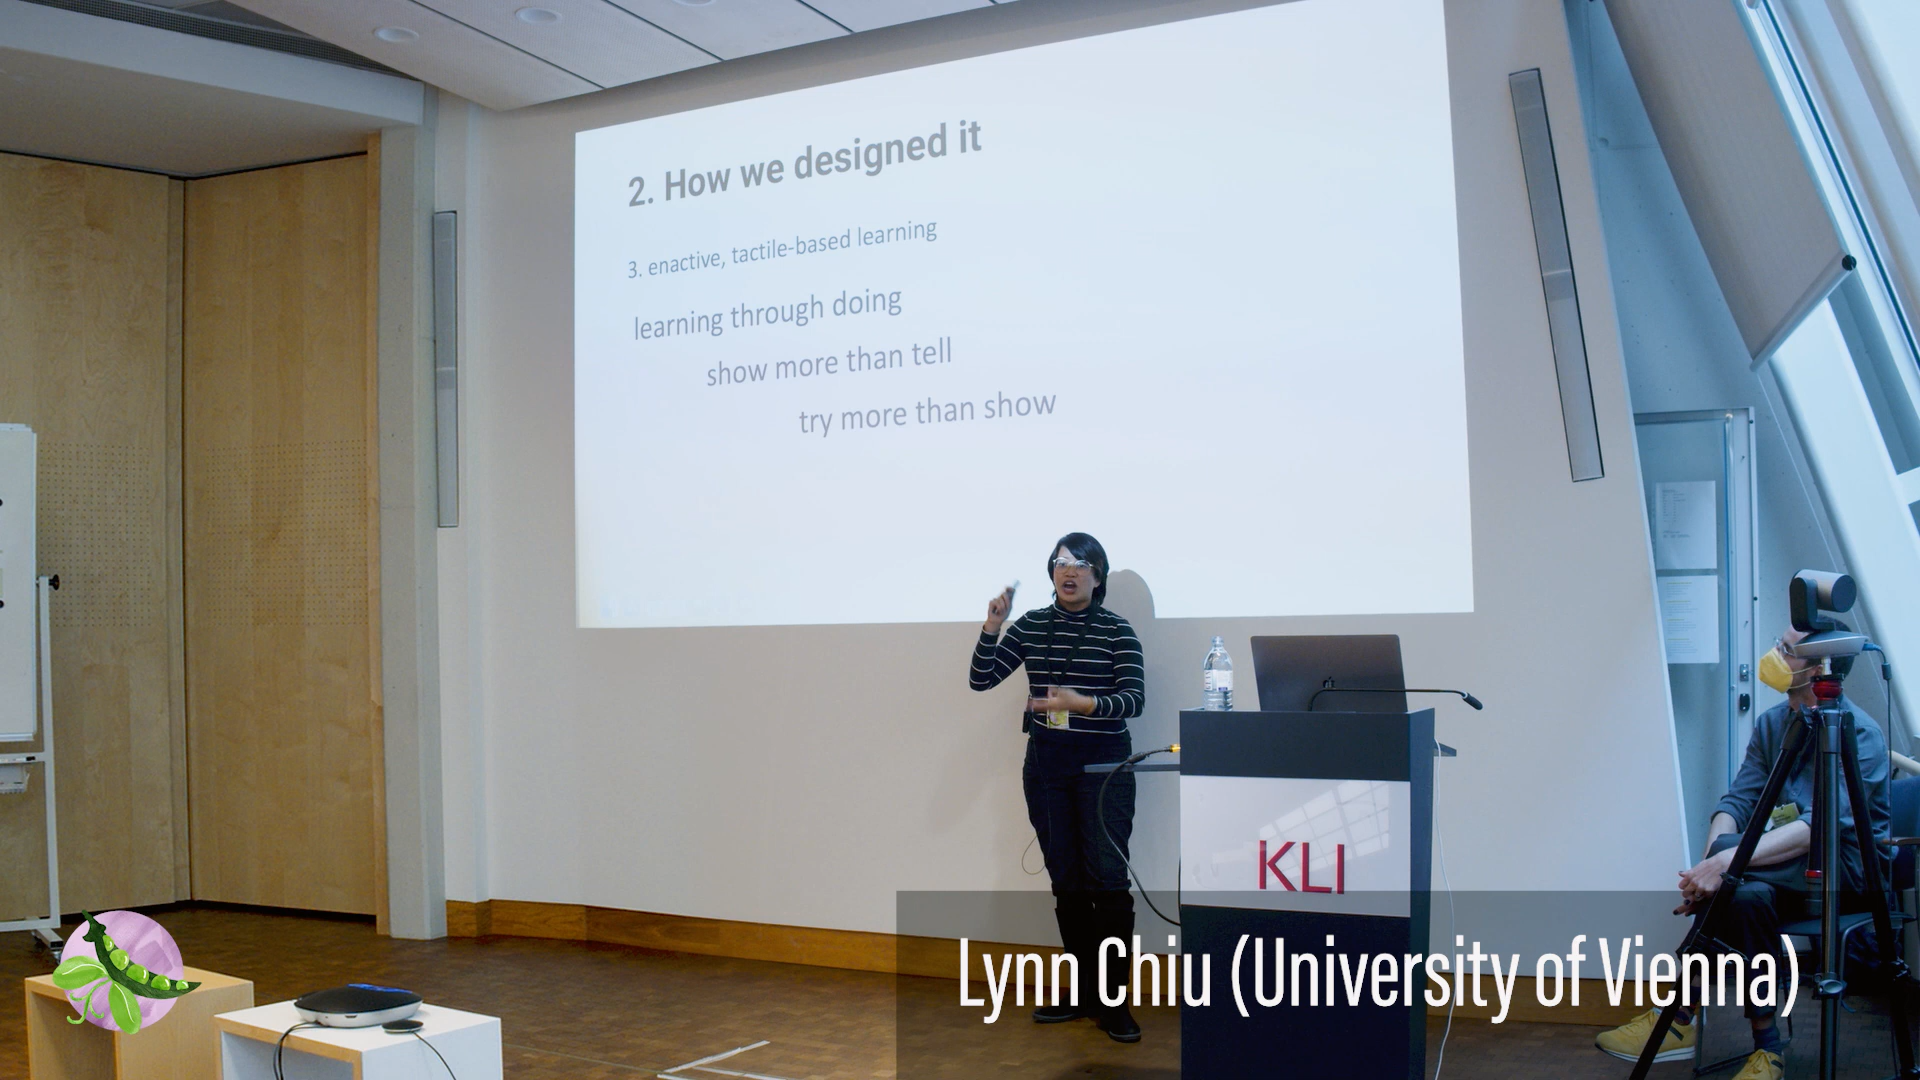 2. How we designed it
3. enactive, tactile-based learning
learning through doing
show more than tell
try more than show
KLI
Lynn Chiu (University of Vienna)